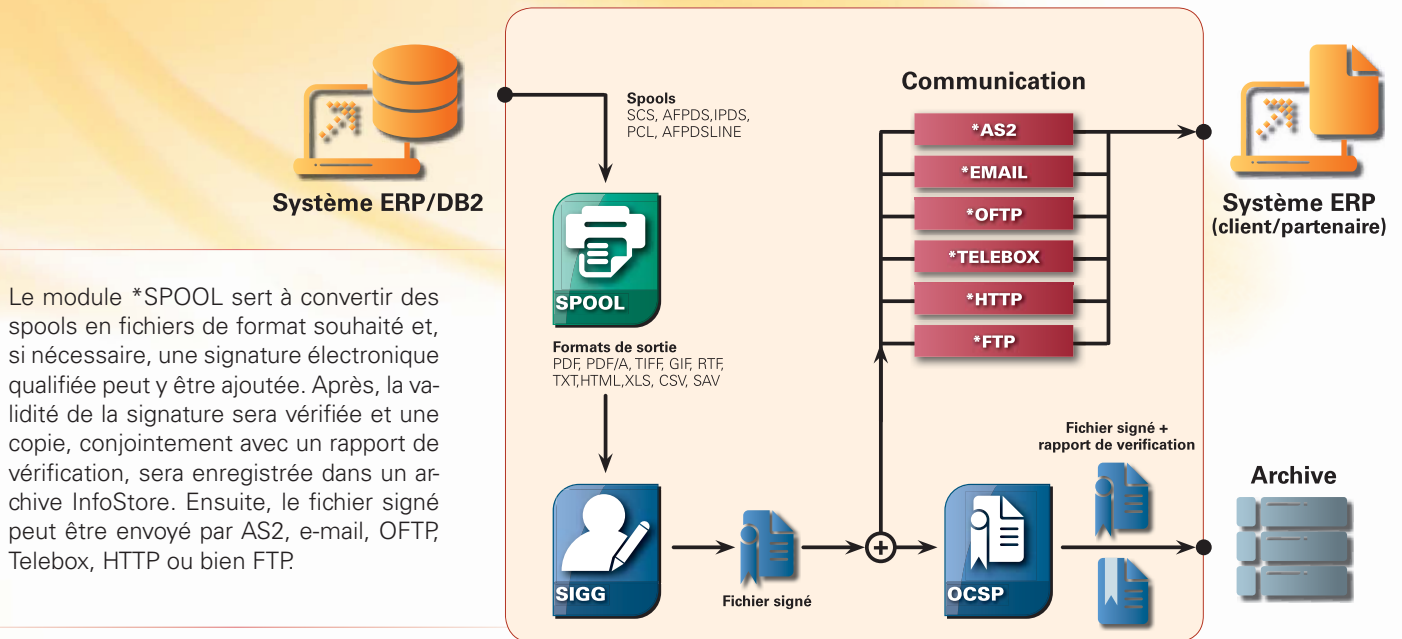 Système ERP/DB2
Le module *SPOOL sert à convertir des
spools en fichiers de format souhaité et,
si nécessaire, une signature électronique
qualifiée peut y être ajoutée. Après, la va-
lidité de la signature sera vérifiée et une
copie, conjointement avec un rapport de
vérification, sera enregistrée dans un ar-
chive InfoStore. Ensuite, le fichier signé
peut être envoyé par AS2, e-mail, OFTP,
Telebox, HTTP ou bien FTP.
Spools
SCS, AFPDS,IPDS,
PCL, AFPDSLINE
SPOOL
Formats de sortie
PDF, PDF/A, TIFF, GIF, RTF,
TXT,HTML,XLS, CSV, SAV
SIGG
Fichier signé
Communication
*AS2
*EMAIL
*OFTP
*TELEBOX
*HTTP
*FTP
OCSP
Fichier signé +
rapport de verification
Système ERP
(client/partenaire)
Archive